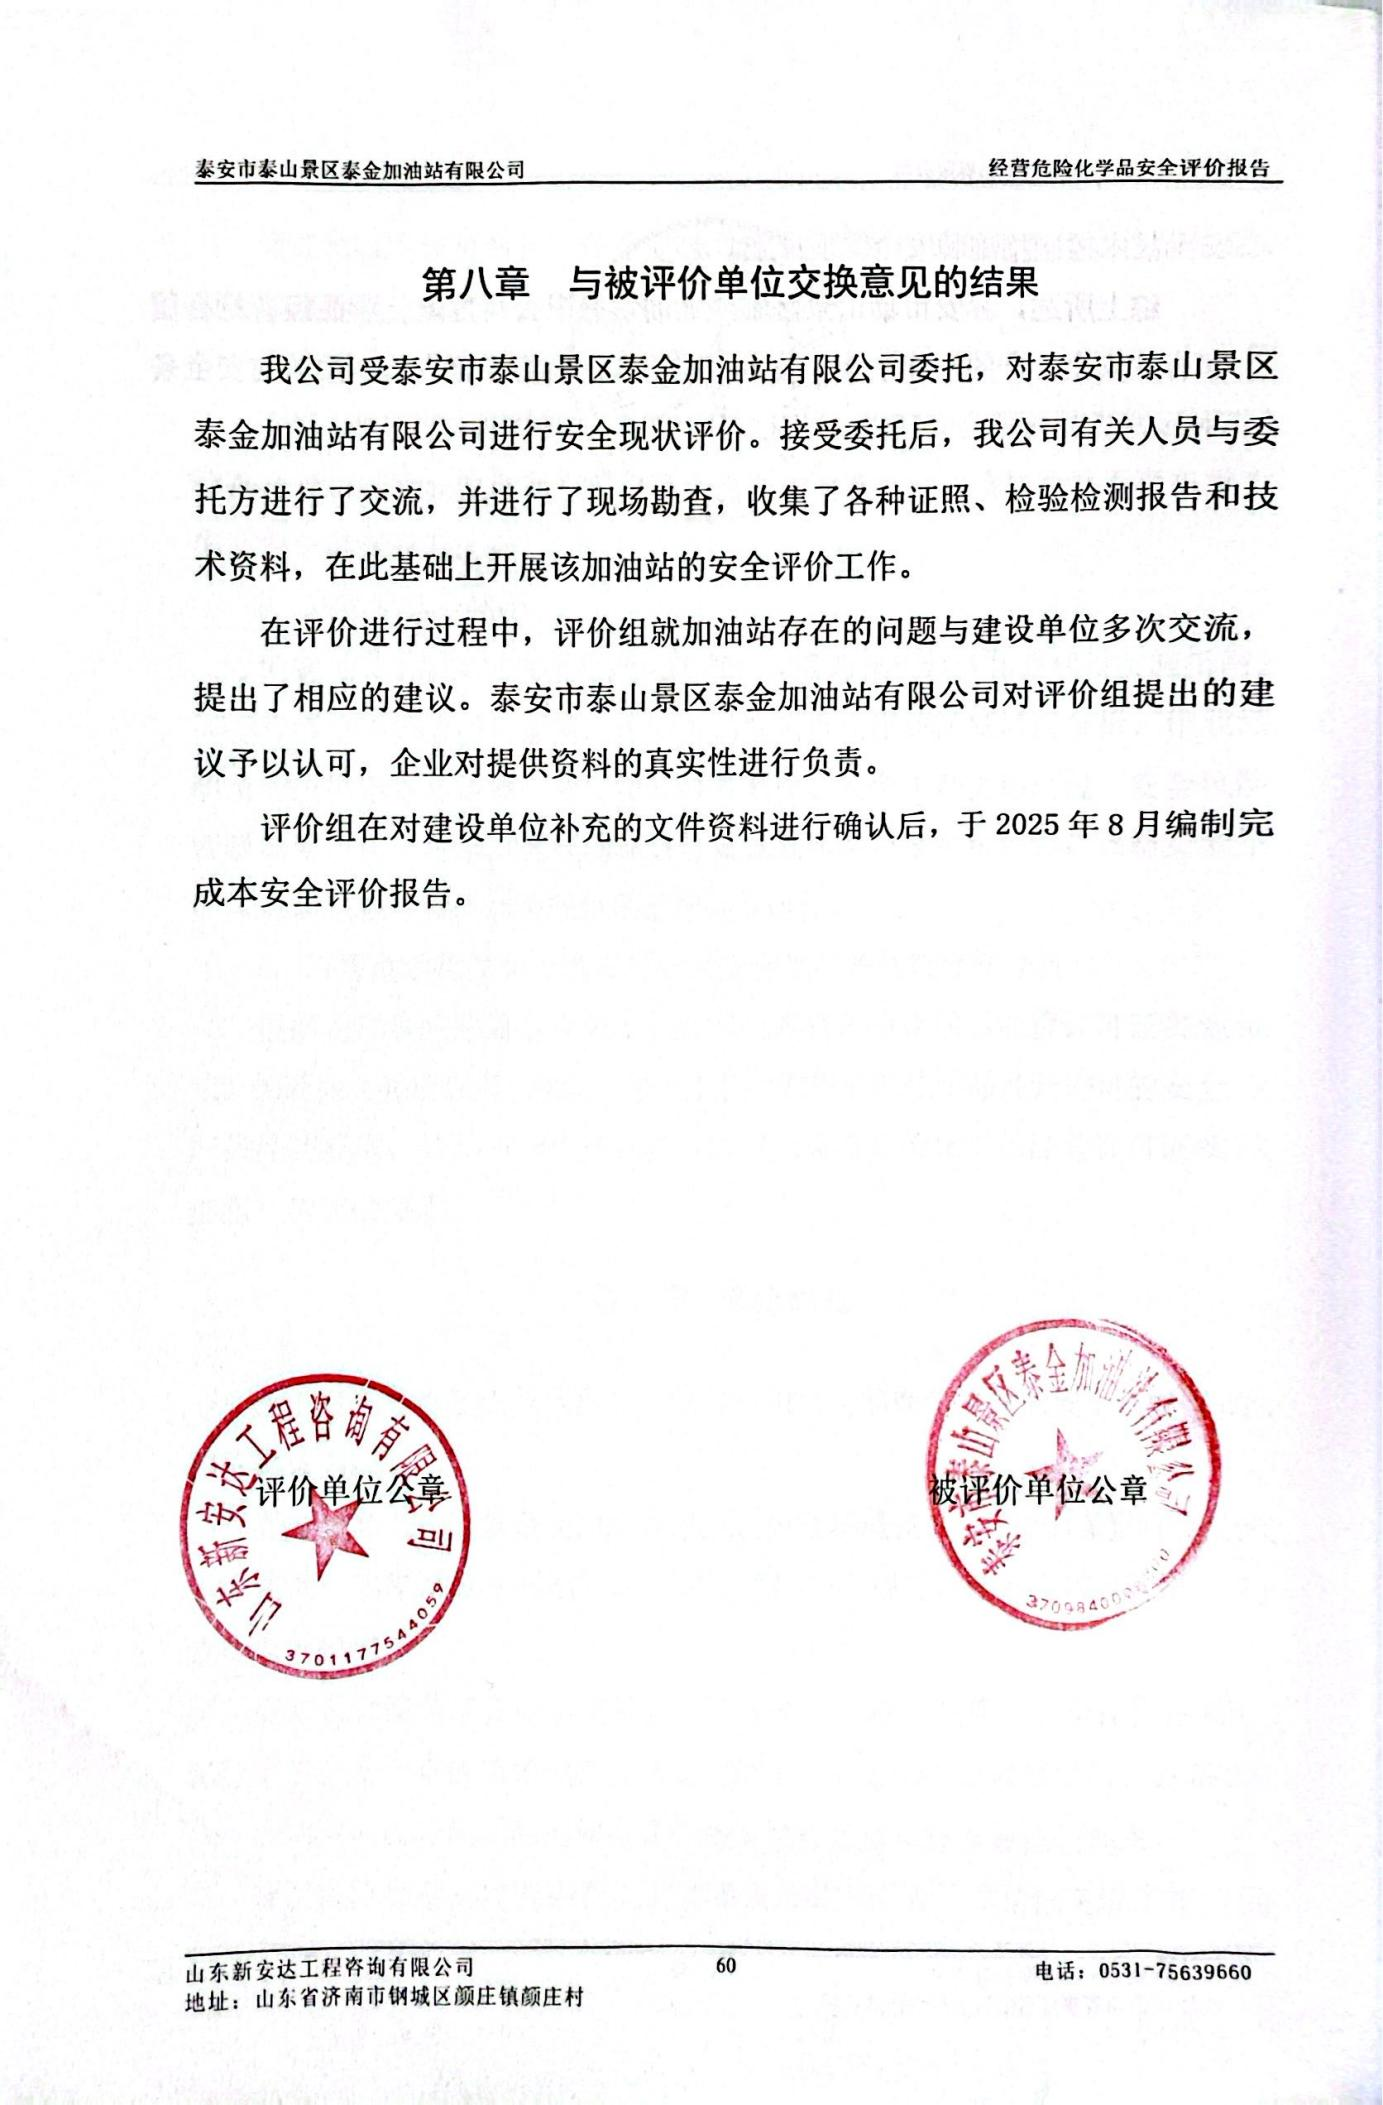 泰安市泰山景区泰金加油站有限公司
经营危险化学品安全评价报告
第八章 与被评价单位交换意见的结果
我公司受泰安市泰山景区泰金加油站有限公司委托，对泰安市泰山景区
泰金加油站有限公司进行安全现状评价。接受委托后，我公司有关人员与委
托方进行了交流，并进行了现场勘查，收集了各种证照、检验检测报告和技
术资料，在此基础上开展该加油站的安全评价工作。
在评价进行过程中，评价组就加油站存在的问题与建设单位多次交流，
提出了相应的建议。泰安市泰山景区泰金加油站有限公司对评价组提出的建
议予以认可，企业对提供资料的真实性进行负责。
评价组在对建设单位补充的文件资料进行确认后，于 2025 年 8 月编制完
成本安全评价报告。
山东新安达工程咨询有限公司
评价单位公章
3701177544059
泰安市泰山景区泰金加油站有限公司
被评价单位公章
山东新安达工程咨询有限公司
60
电话：0531-75639660
地址：山东省济南市钢城区颜庄镇颜庄村